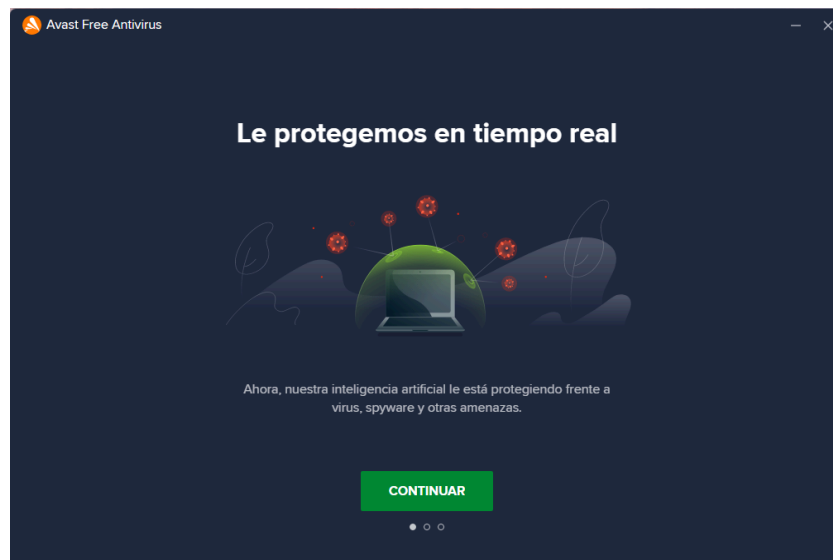 Avast Free Antivirus
Le protegemos en tiempo real
Ahora, nuestra inteligencia artificial le está protegiendo frente a
virus, spyware y otras amenazas.
CONTINUAR